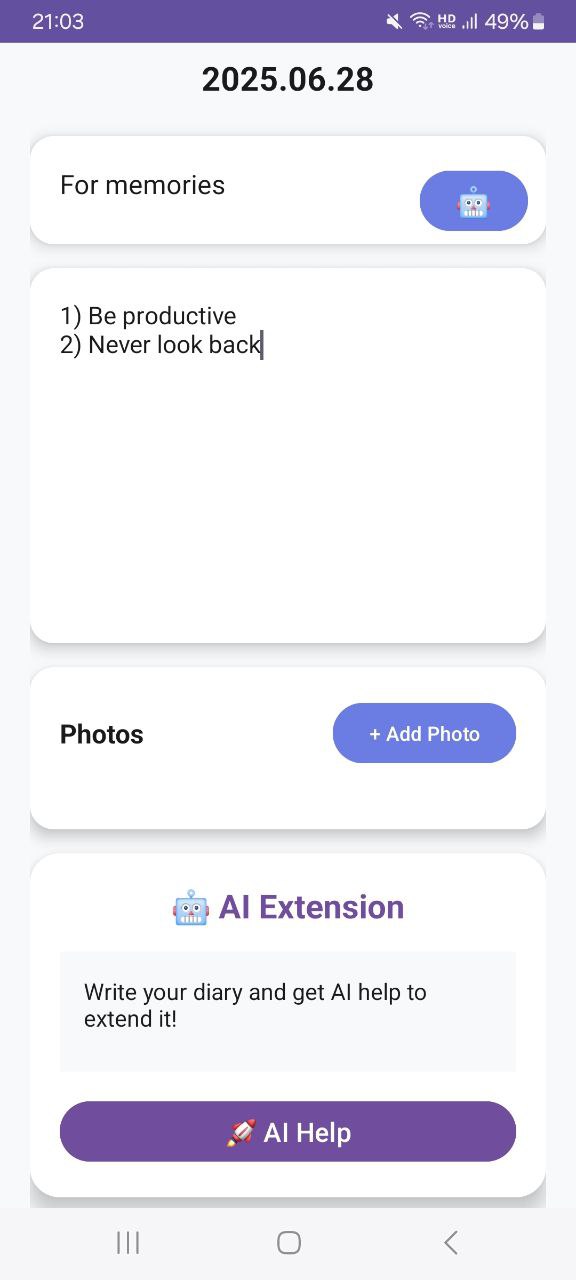 21:03
HD
voice
49%
2025.06.28
For memories
1) Be productive
2) Never look back
Photos
+ Add Photo
AI Extension
Write your diary and get AI help to
extend it!
AI Help